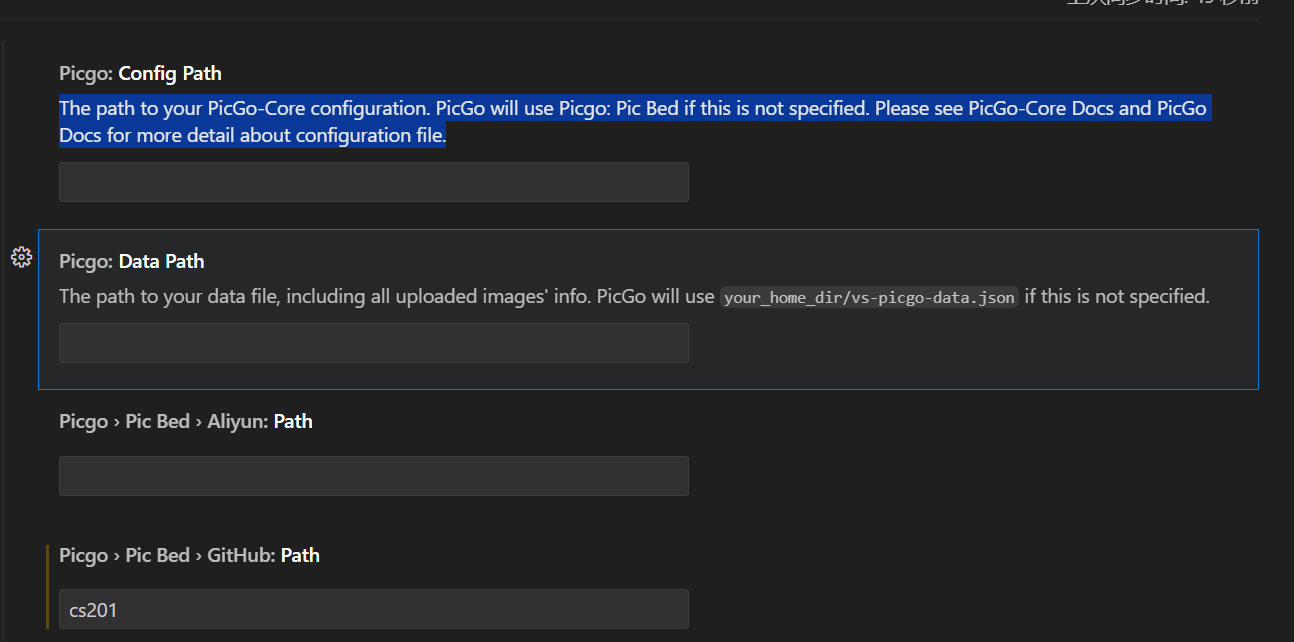 Picgo: Config Path
The path to your PicGo-Core configuration. PicGo will use Picgo: Pic Bed if this is not specified. Please see PicGo-Core Docs and PicGo
Docs for more detail about configuration file.
Picgo: Data Path
The path to your data file, including all uploaded images' info. PicGo will use your_home_dir/vs-picgo-data.json if this is not specified.
Picgo › Pic Bed › Aliyun: Path
Picgo › Pic Bed › GitHub: Path
cs201